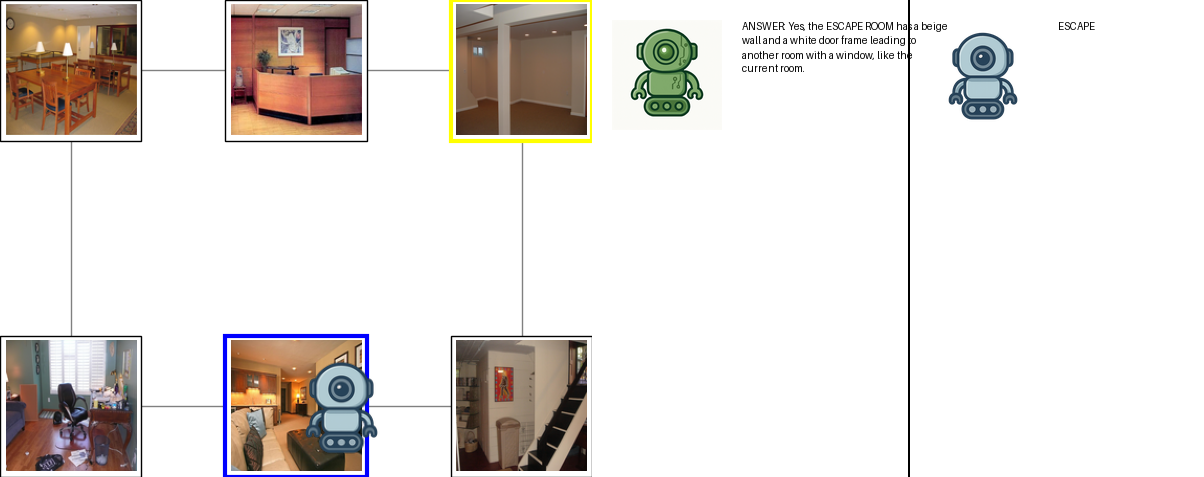 ANSWER: Yes, the ESCAPE ROOM has a beige
wall and a white door frame leading to
another room with a window, like the
current room.
ESCAPE